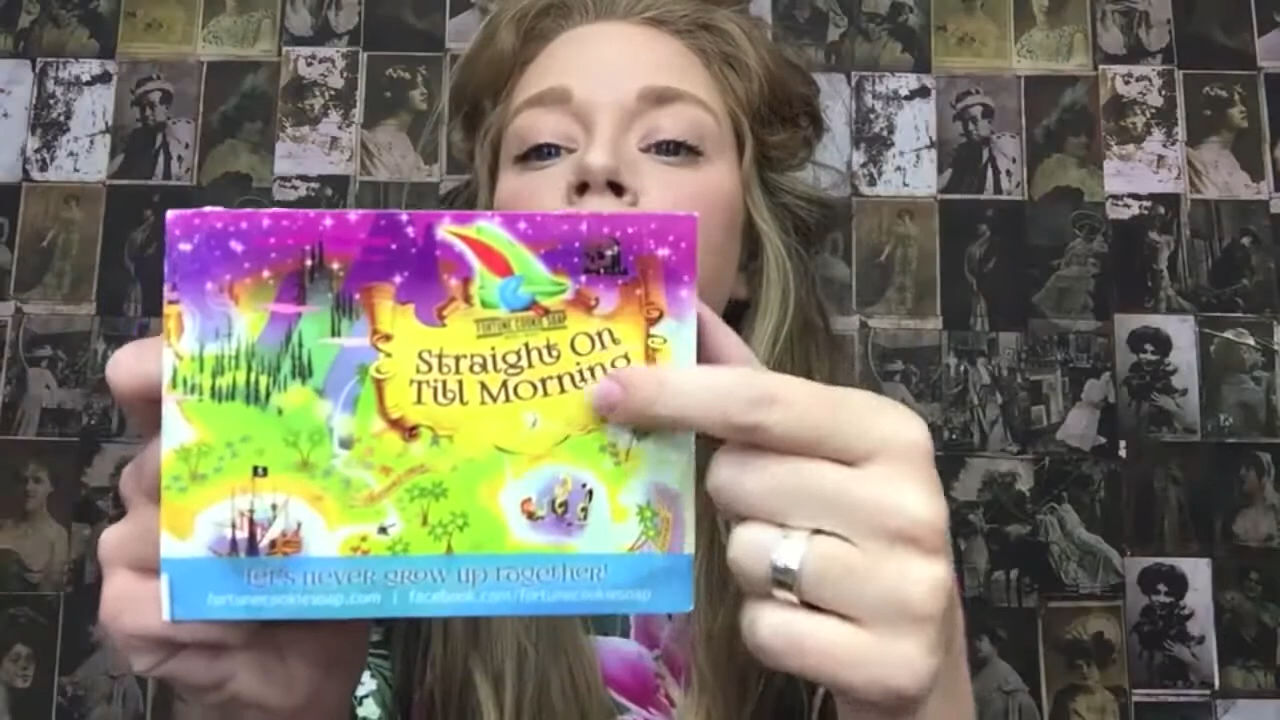 FORTUNE COOKIE SOAP
Straight On
Till Morning
let's never grow up together!
fortunecookiesoap.com | facebook.com/fortunecookiesoap